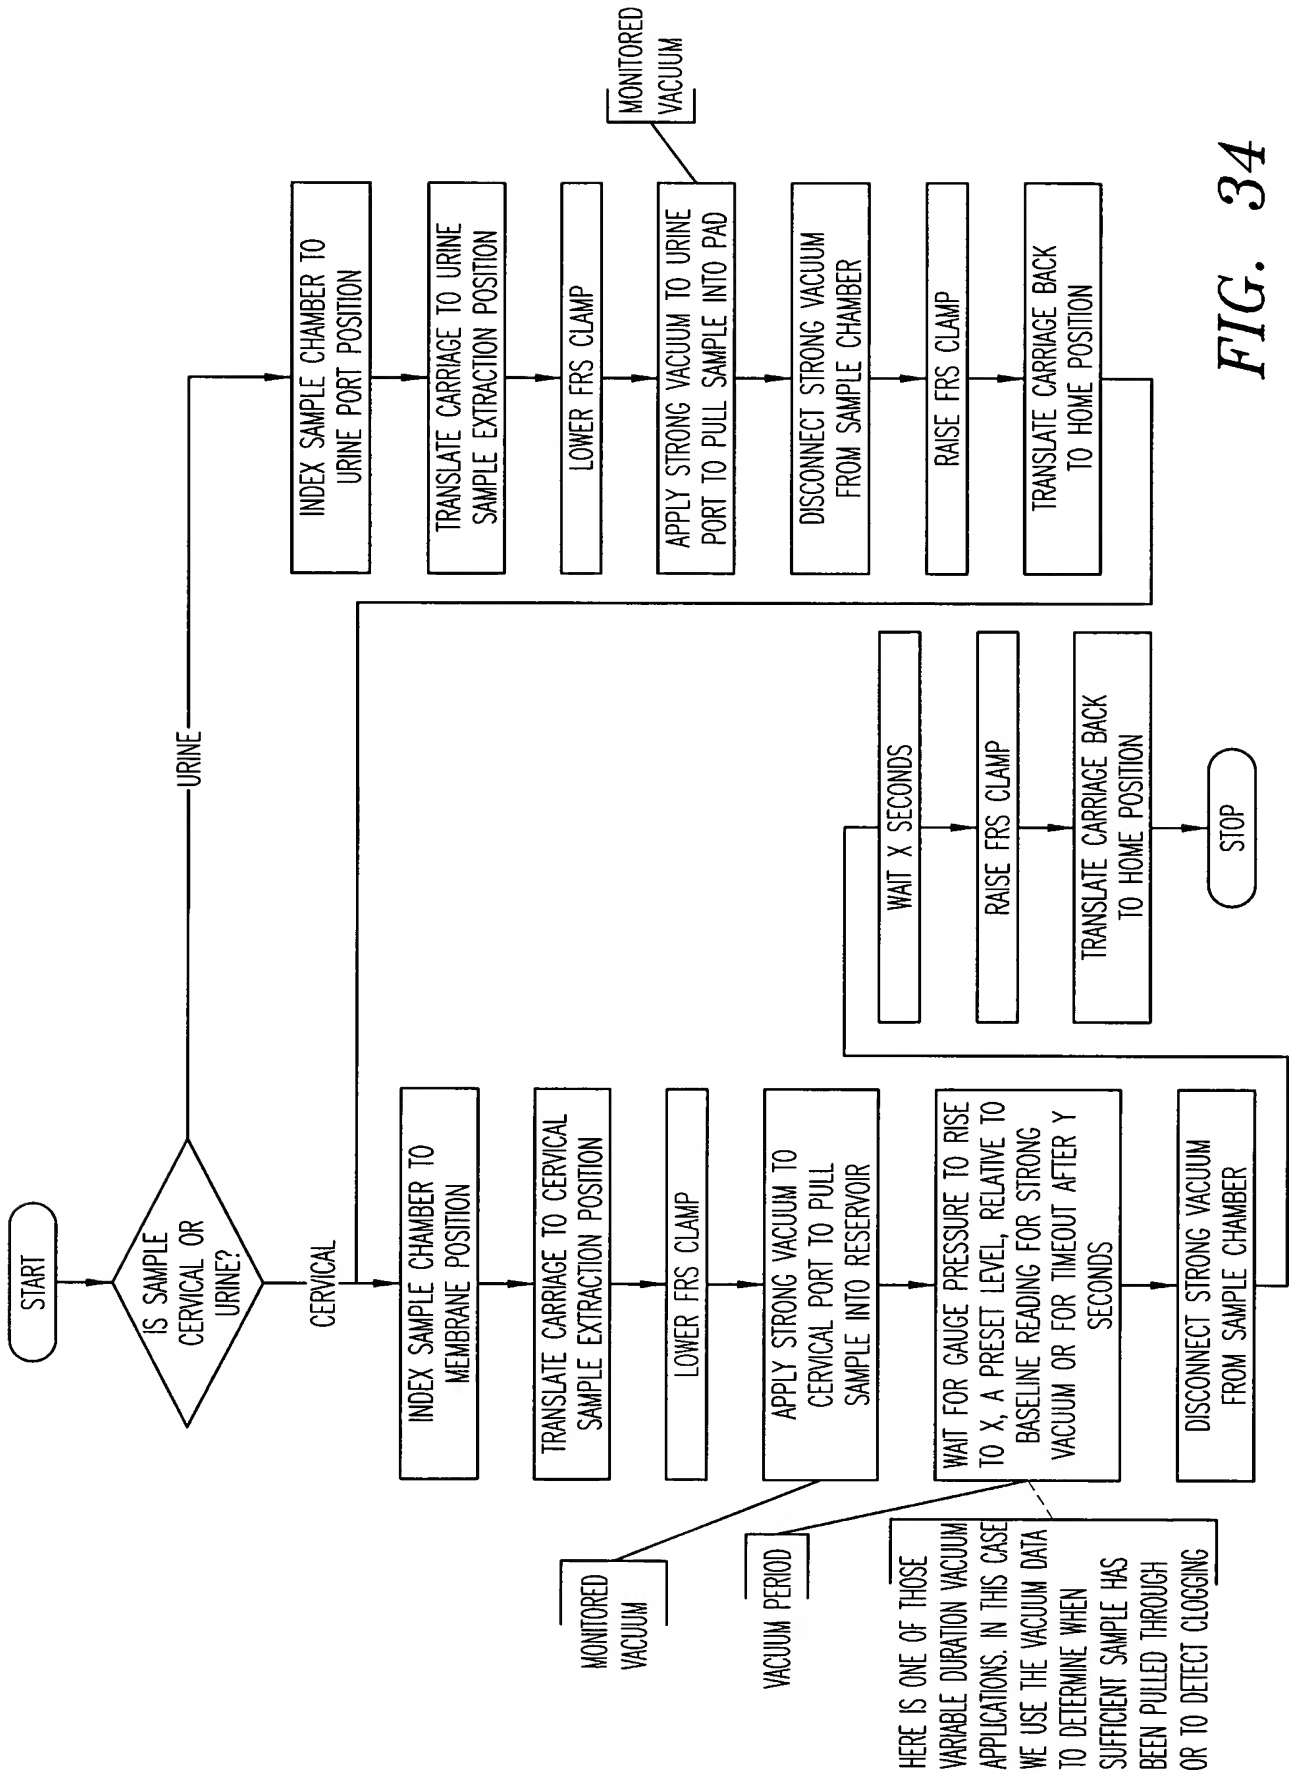 START
IS SAMPLE
CERVICAL OR
URINE?
URINE
CERVICAL
INDEX SAMPLE CHAMBER TO
MEMBRANE POSITION
TRANSLATE CARRIAGE TO CERVICAL
SAMPLE EXTRACTION POSITION
LOWER FRS CLAMP
APPLY STRONG VACUUM TO
CERVICAL PORT TO PULL
SAMPLE INTO RESERVOIR
MONITORED
VACUUM
WAIT FOR GAUGE PRESSURE TO RISE
TO X, A PRESET LEVEL, RELATIVE TO
BASELINE READING FOR STRONG
VACUUM OR FOR TIMEOUT AFTER Y
SECONDS
VACUUM PERIOD
HERE IS ONE OF THOSE
VARIABLE DURATION VACUUM
APPLICATIONS. IN THIS CASE
WE USE THE VACUUM DATA
TO DETERMINE WHEN
SUFFICIENT SAMPLE HAS
BEEN PULLED THROUGH
OR TO DETECT CLOGGING
DISCONNECT STRONG VACUUM
FROM SAMPLE CHAMBER
WAIT X SECONDS
RAISE FRS CLAMP
TRANSLATE CARRIAGE BACK
TO HOME POSITION
STOP
INDEX SAMPLE CHAMBER TO
URINE PORT POSITION
TRANSLATE CARRIAGE TO URINE
SAMPLE EXTRACTION POSITION
LOWER FRS CLAMP
APPLY STRONG VACUUM TO URINE
PORT TO PULL SAMPLE INTO PAD
MONITORED
VACUUM
DISCONNECT STRONG VACUUM
FROM SAMPLE CHAMBER
RAISE FRS CLAMP
TRANSLATE CARRIAGE BACK
TO HOME POSITION
FIG. 34